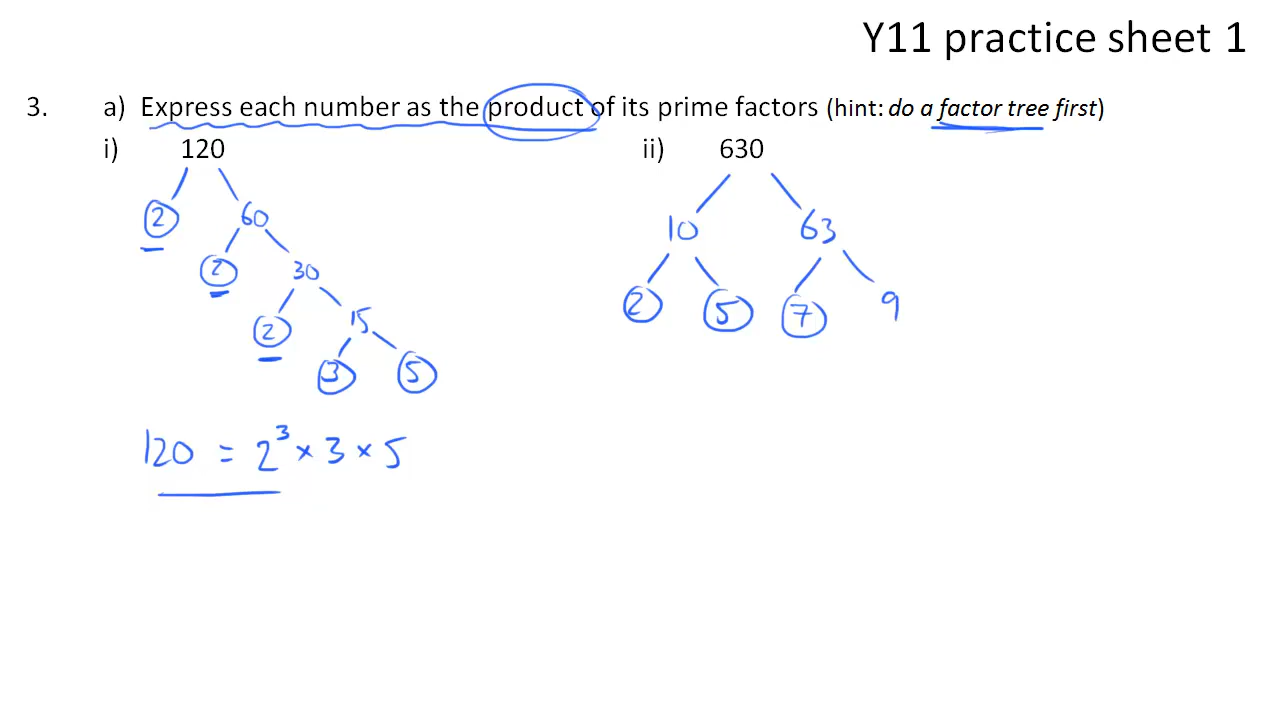 Y11 practice sheet 1
3. a) Express each number as the product of its prime factors (hint: do a factor tree first)
i) 120 ii) 630
2 60 10 63
2 30 2 5 7 9
2 15
3 5
120 = 2³ × 3 × 5